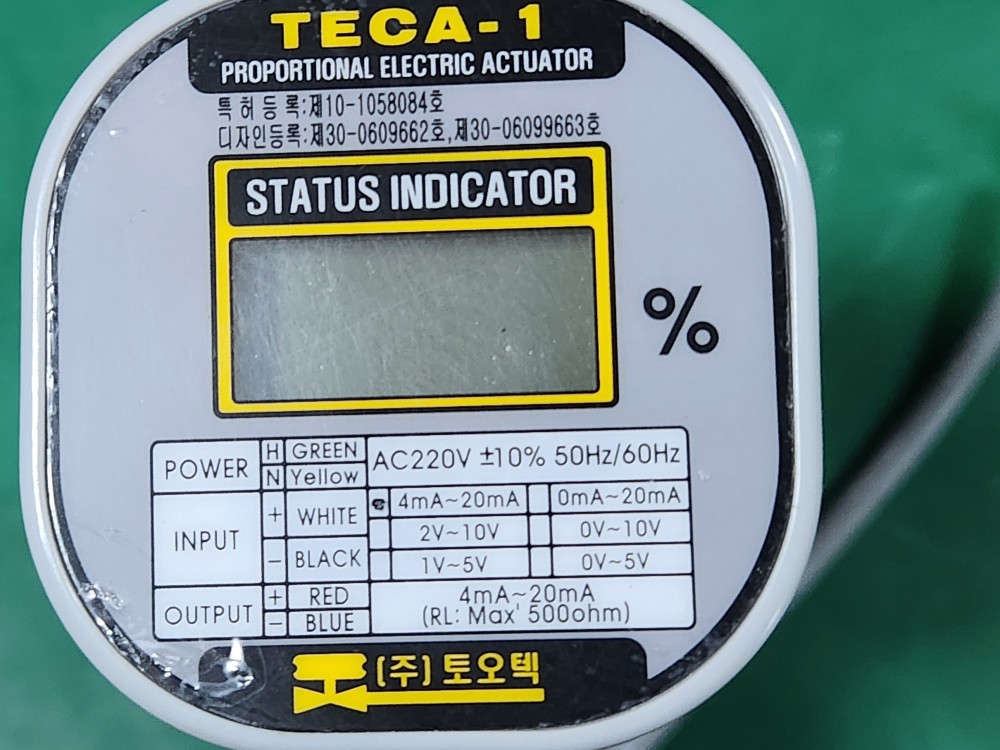 TECA-1
PROPORTIONAL ELECTRIC ACTUATOR
특허등록:제10-1058084호
디자인등록:제30-0609662호,제30-06099663호
STATUS INDICATOR
%
POWER H GREEN AC220V ±10% 50Hz/60Hz
N Yellow
INPUT + WHITE 4mA~20mA 0mA~20mA
2V~10V 0V~10V
- BLACK 1V~5V 0V~5V
OUTPUT + RED 4mA~20mA
- BLUE (RL: Max' 500ohm)
(주)토오텍